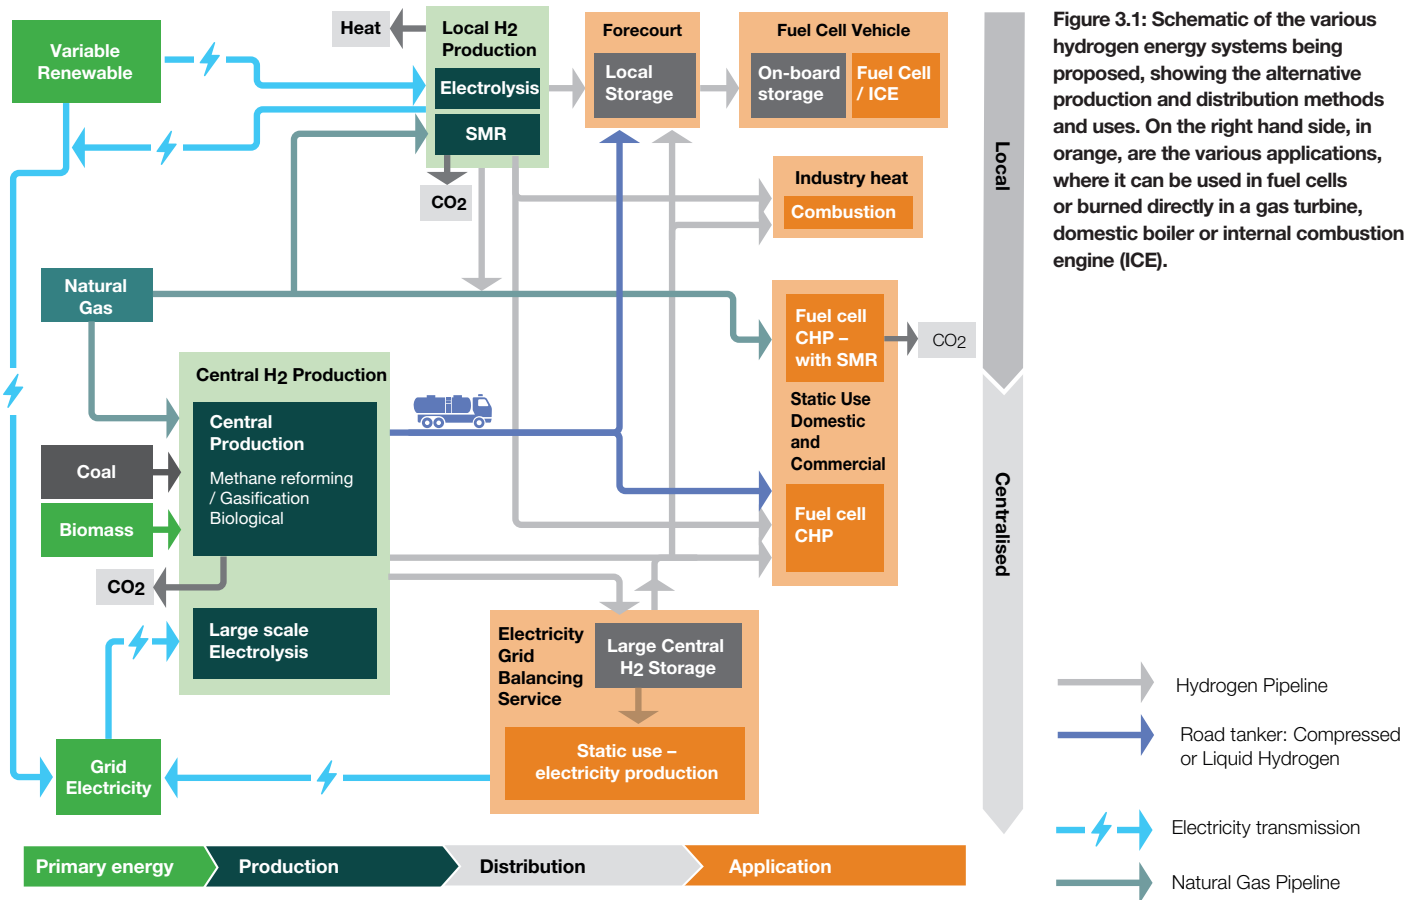 Variable
Renewable
Heat
Local H2
Production
Electrolysis
SMR
CO2
Forecourt
Local
Storage
Fuel Cell Vehicle
On-board
storage
Fuel Cell
/ ICE
Industry heat
Combustion
Natural
Gas
Fuel cell
CHP –
with SMR
CO2
Static Use
Domestic
and
Commercial
Fuel cell
CHP
Central H2 Production
Central
Production
Methane reforming
/ Gasification
Biological
Coal
Biomass
CO2
Large scale
Electrolysis
Electricity
Grid
Balancing
Service
Large Central
H2 Storage
Static use –
electricity production
Grid
Electricity
Local
Centralised
Figure 3.1: Schematic of the various
hydrogen energy systems being
proposed, showing the alternative
production and distribution methods
and uses. On the right hand side, in
orange, are the various applications,
where it can be used in fuel cells
or burned directly in a gas turbine,
domestic boiler or internal combustion
engine (ICE).
Hydrogen Pipeline
Road tanker: Compressed
or Liquid Hydrogen
Electricity transmission
Natural Gas Pipeline
Primary energy
Production
Distribution
Application